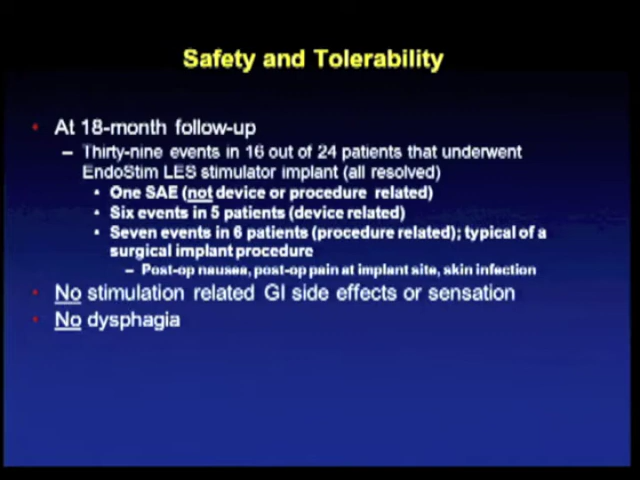 Safety and Tolerability
• At 18-month follow-up
– Thirty-nine events in 16 out of 24 patients that underwent
EndoStim LES stimulator implant (all resolved)
• One SAE (not device or procedure related)
• Six events in 5 patients (device related)
• Seven events in 6 patients (procedure related); typical of a
surgical implant procedure
– Post-op nausea, post-op pain at implant site, skin infection
• No stimulation related GI side effects or sensation
• No dysphagia